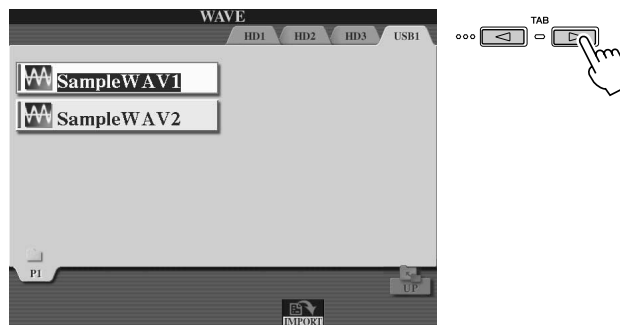 WAVE
TAB
HD1 HD2 HD3 USB1
SampleWAV1
SampleWAV2
P1
UP
IMPORT